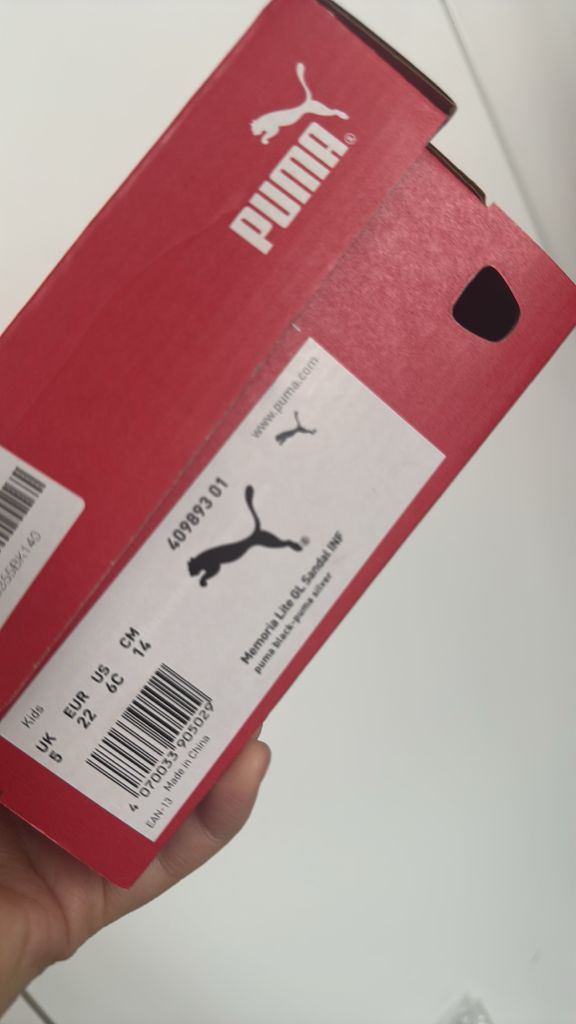 PUMA®
www.puma.com
409893 01
Memoria Lite GL Sandal INF
puma black-puma silver
Kids
UK EUR US CM
5 22 6C 14
4 070033 905029
EAN-13 Made in China